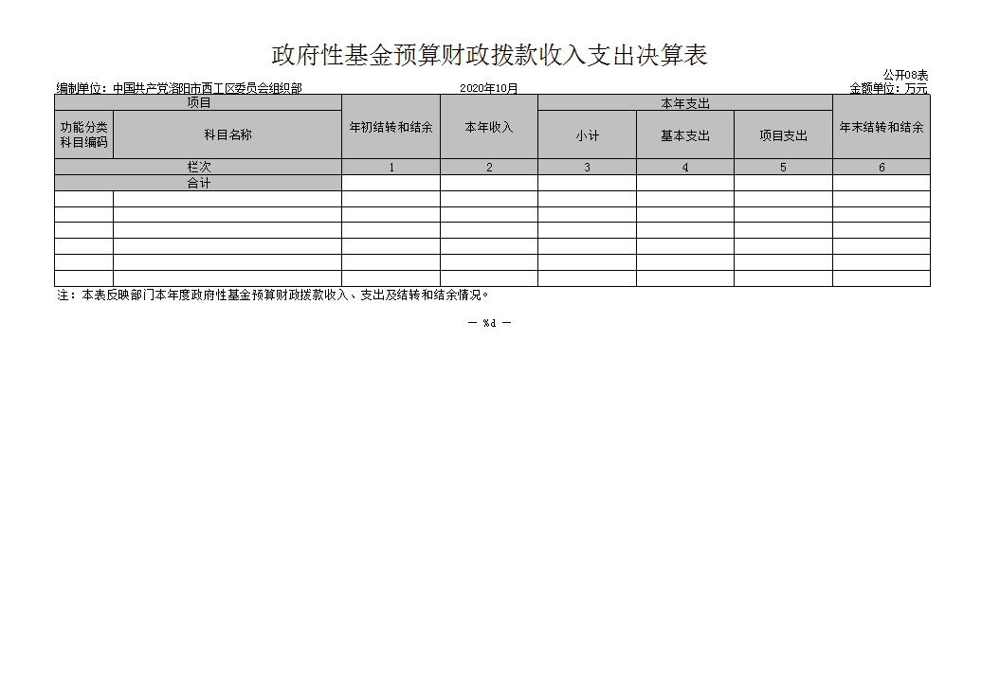 政府性基金预算财政拨款收入支出决算表
公开08表
编制单位：中国共产党洛阳市西工区委员会组织部 2020年10月 金额单位：万元
项目 年初结转和结余 本年收入 本年支出 年末结转和结余
功能分类
科目编码 科目名称 小计 基本支出 项目支出
栏次 1 2 3 4 5 6
合计
注：本表反映部门本年度政府性基金预算财政拨款收入、支出及结转和结余情况。
— %d —